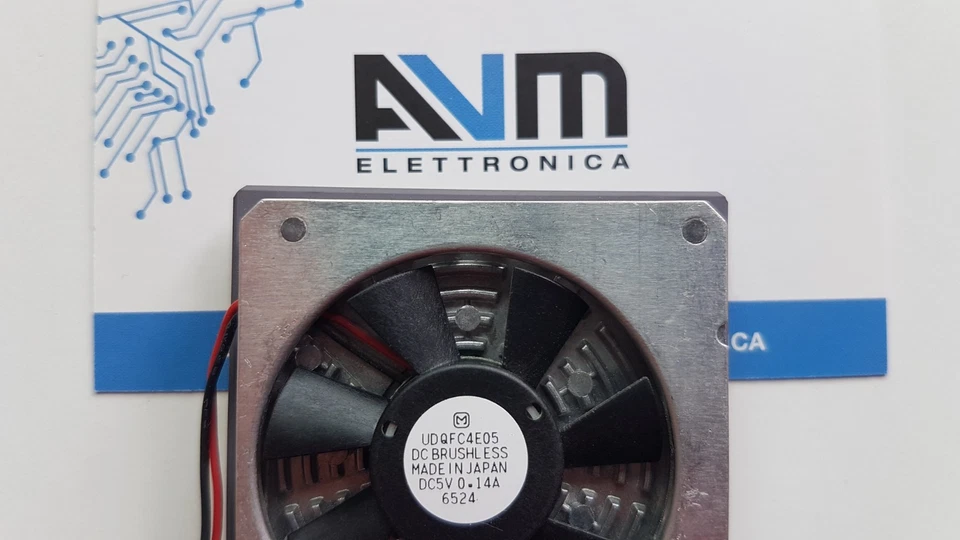 AVM
ELETTRONICA
CA
UDQFC4E05
DC BRUSHLESS
MADE IN JAPAN
DC5V 0.14A
6524